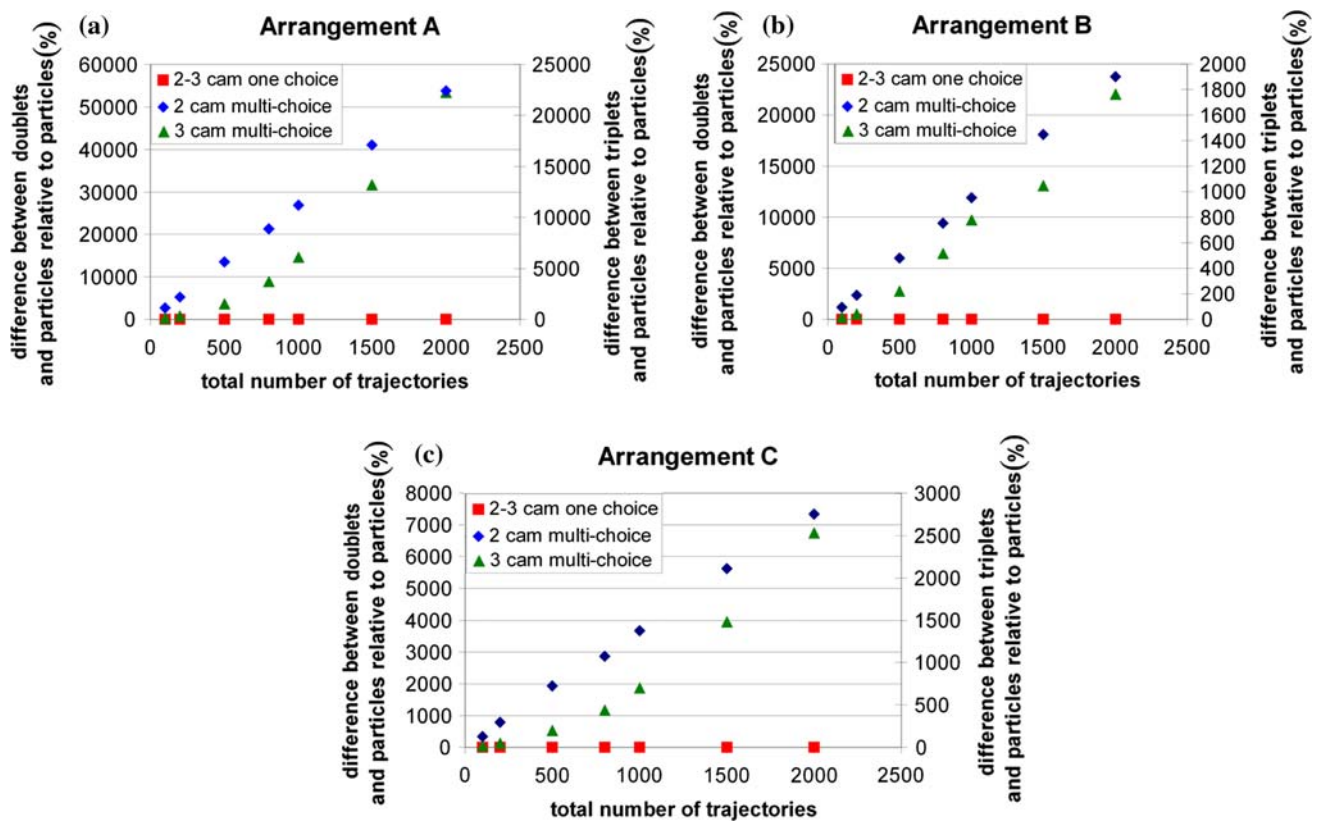 (a)
Arrangement A
difference between doublets
and particles relative to particles(%)
60000
50000
40000
30000
20000
10000
0
2-3 cam one choice
2 cam multi-choice
3 cam multi-choice
25000
20000
15000
10000
5000
0
difference between triplets
and particles relative to particles(%)
0 500 1000 1500 2000 2500
total number of trajectories
(b)
Arrangement B
difference between doublets
and particles relative to particles(%)
25000
20000
15000
10000
5000
0
2-3 cam one choice
2 cam multi-choice
3 cam multi-choice
2000
1800
1600
1400
1200
1000
800
600
400
200
0
difference between triplets
and particles relative to particles(%)
0 500 1000 1500 2000 2500
total number of trajectories
(c)
Arrangement C
difference between doublets
and particles relative to particles(%)
8000
7000
6000
5000
4000
3000
2000
1000
0
2-3 cam one choice
2 cam multi-choice
3 cam multi-choice
3000
2500
2000
1500
1000
500
0
difference between triplets
and particles relative to particles(%)
0 500 1000 1500 2000 2500
total number of trajectories